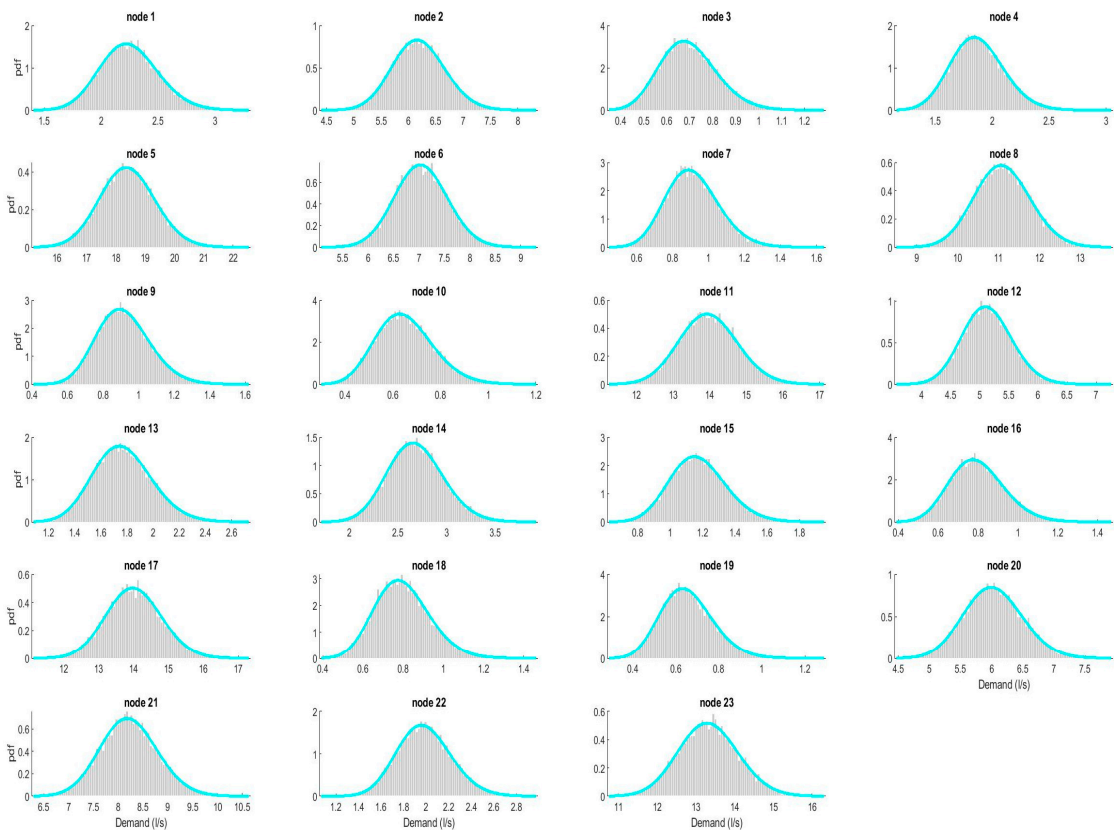 node 1
node 2
node 3
node 4
2
1
0
pdf
1.5 2 2.5 3
1
0.5
0
4.5 5 5.5 6 6.5 7 7.5 8
4
2
0
0.4 0.5 0.6 0.7 0.8 0.9 1 1.1 1.2
2
1
0
1.5 2 2.5 3
node 5
node 6
node 7
node 8
0.4
0.2
0
pdf
16 17 18 19 20 21 22
0.6
0.4
0.2
0
5.5 6 6.5 7 7.5 8 8.5 9
3
2
1
0
0.6 0.8 1 1.2 1.4 1.6
0.6
0.4
0.2
0
9 10 11 12 13
node 9
node 10
node 11
node 12
3
2
1
0
pdf
0.4 0.6 0.8 1 1.2 1.4 1.6
4
2
0
0.4 0.6 0.8 1 1.2
0.6
0.4
0.2
0
12 13 14 15 16 17
1
0.5
0
4 4.5 5 5.5 6 6.5 7
node 13
node 14
node 15
node 16
2
1
0
pdf
1.2 1.4 1.6 1.8 2 2.2 2.4 2.6
1.5
1
0.5
0
2 2.5 3 3.5
3
2
1
0
0.8 1 1.2 1.4 1.6 1.8
4
2
0
0.4 0.6 0.8 1 1.2 1.4
node 17
node 18
node 19
node 20
0.6
0.4
0.2
0
pdf
12 13 14 15 16 17
3
2
1
0
0.4 0.6 0.8 1 1.2 1.4
4
2
0
0.4 0.6 0.8 1 1.2
1
0.5
0
4.5 5 5.5 6 6.5 7 7.5
Demand (l/s)
node 21
node 22
node 23
0.6
0.4
0.2
0
pdf
6.5 7 7.5 8 8.5 9 9.5 10 10.5
Demand (l/s)
2
1
0
1.2 1.4 1.6 1.8 2 2.2 2.4 2.6 2.8
Demand (l/s)
0.6
0.4
0.2
0
11 12 13 14 15 16
Demand (l/s)